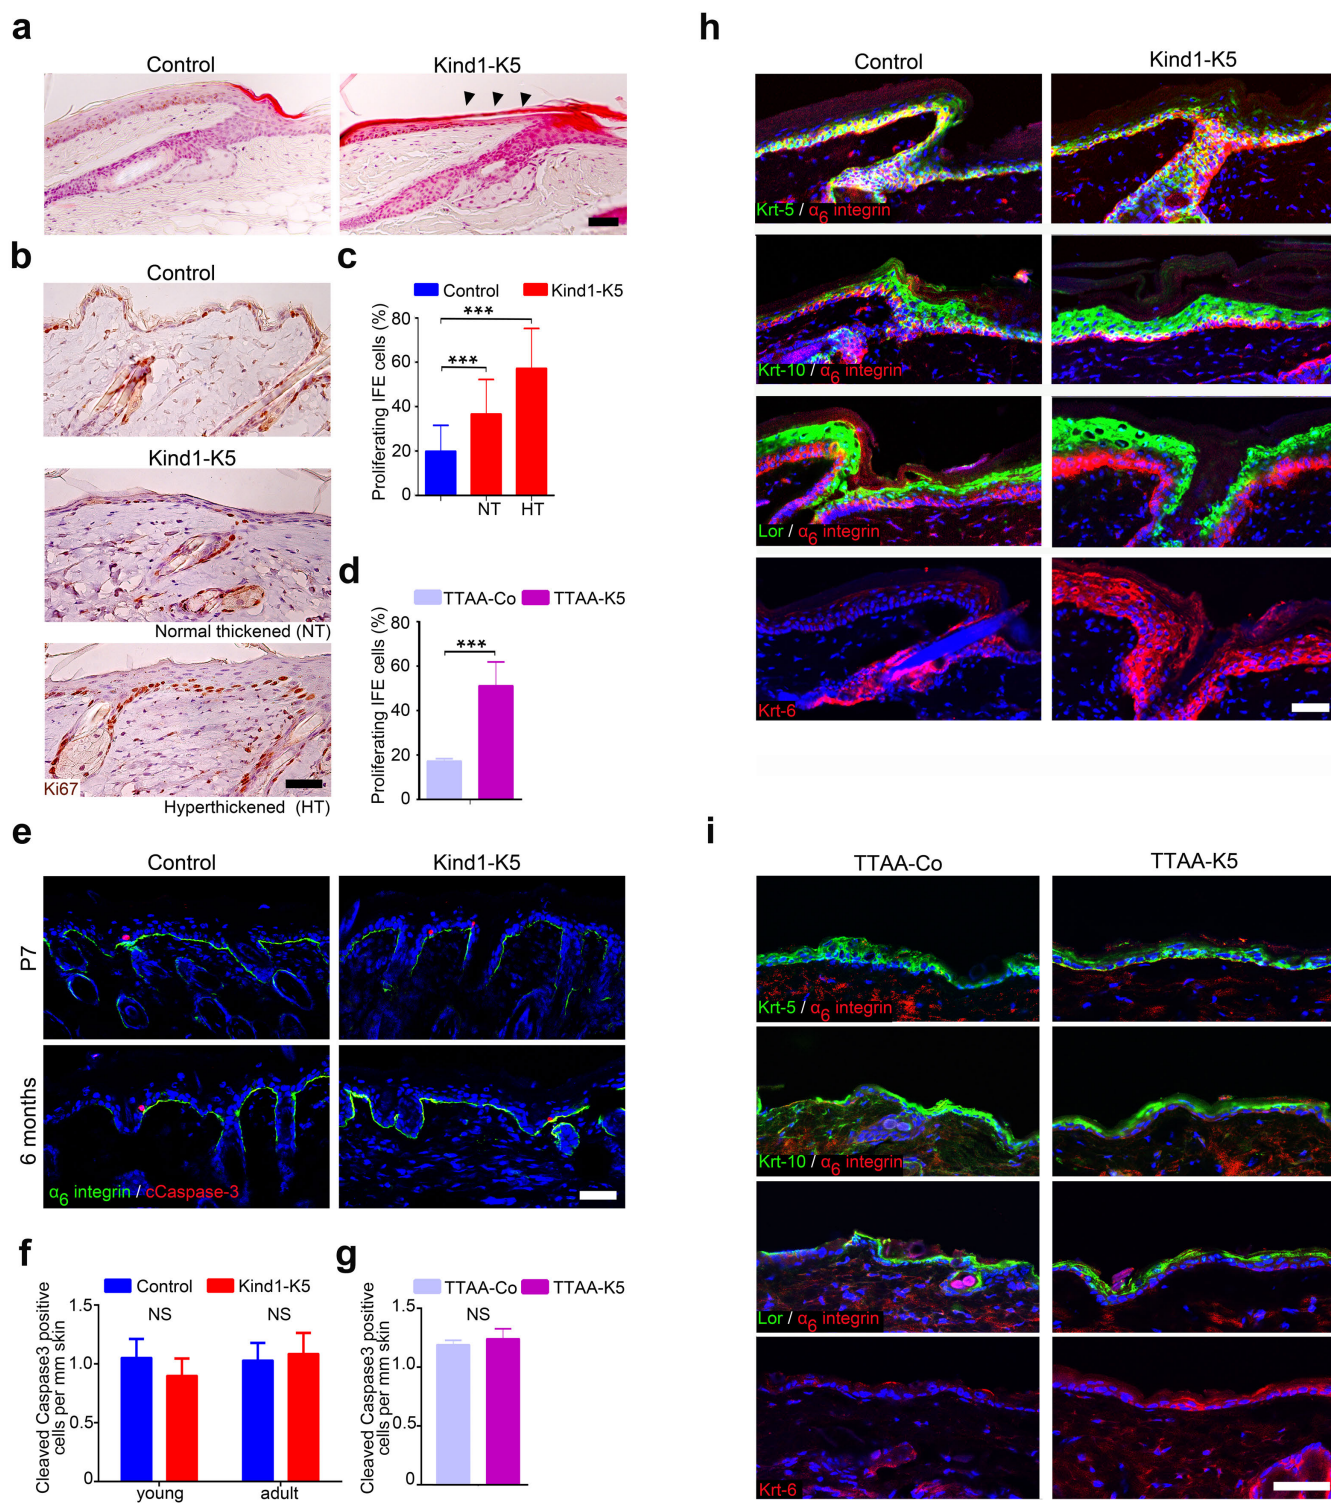 a
Control
Kind1-K5
b
Control
Kind1-K5
Normal thickened (NT)
Ki67
Hyperthickened (HT)
c
Control
Kind1-K5
Proliferating IFE cells (%)
80
60
40
20
0
***
***
NT
HT
d
TTAA-Co
TTAA-K5
Proliferating IFE cells (%)
80
60
40
20
0
***
e
Control
Kind1-K5
P7
6 months
α6 integrin / cCaspase-3
f
Control
Kind1-K5
Cleaved Caspase3 positive
cells per mm skin
1.5
1.0
0.5
0
NS
NS
young
adult
g
TTAA-Co
TTAA-K5
Cleaved Caspase3 positive
cells per mm skin
1.5
1.0
0.5
0
NS
h
Control
Kind1-K5
Krt-5 / α6 integrin
Krt-10 / α6 integrin
Lor / α6 integrin
Krt-6
i
TTAA-Co
TTAA-K5
Krt-5 / α6 integrin
Krt-10 / α6 integrin
Lor / α6 integrin
Krt-6